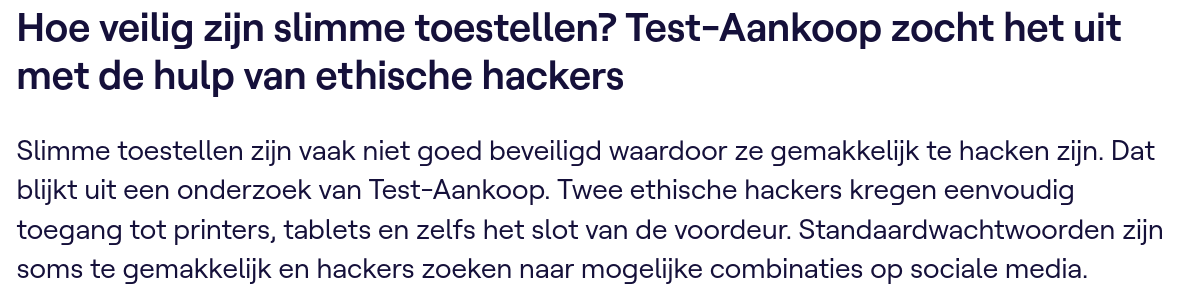 Hoe veilig zijn slimme toestellen? Test-Aankoop zocht het uit
met de hulp van ethische hackers
Slimme toestellen zijn vaak niet goed beveiligd waardoor ze gemakkelijk te hacken zijn. Dat
blijkt uit een onderzoek van Test-Aankoop. Twee ethische hackers kregen eenvoudig
toegang tot printers, tablets en zelfs het slot van de voordeur. Standaardwachtwoorden zijn
soms te gemakkelijk en hackers zoeken naar mogelijke combinaties op sociale media.